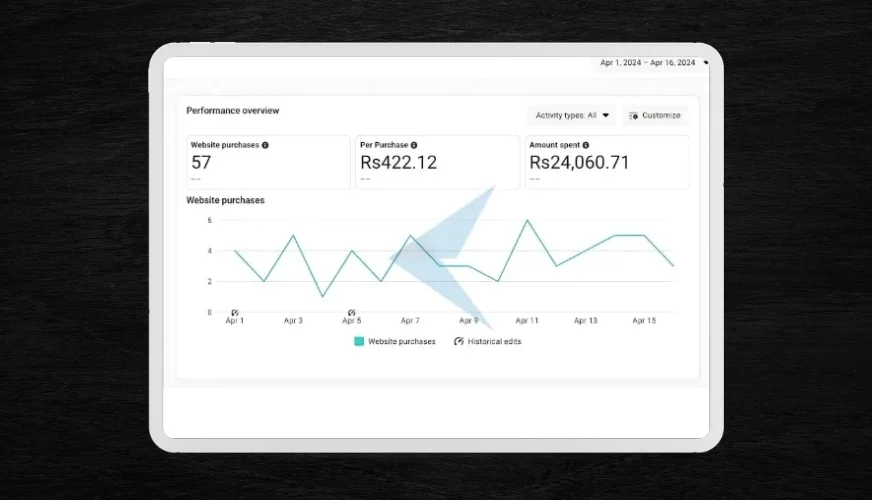 Apr 1, 2024 – Apr 16, 2024
Performance overview
Activity types: All
Customize
Website purchases
Per Purchase
Amount spent
57
Rs422.12
Rs24,060.71
--
--
--
Website purchases
6
4
2
0
Apr 1 Apr 3 Apr 5 Apr 7 Apr 9 Apr 11 Apr 13 Apr 15
Website purchases Historical edits